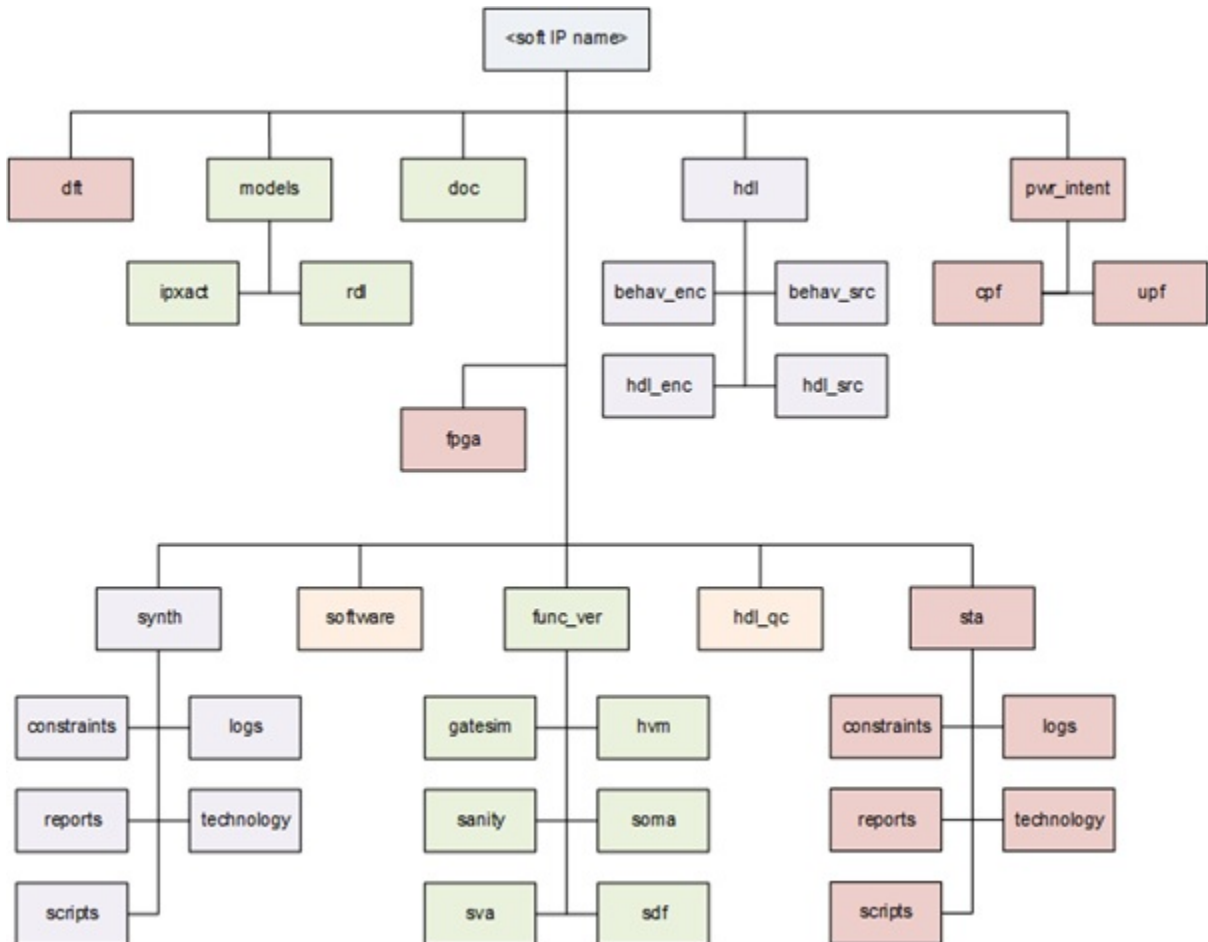 <soft IP name>
dft
models
doc
hdl
pwr_intent
ipxact
rdl
behav_enc
behav_src
cpf
upf
hdl_enc
hdl_src
fpga
synth
software
func_ver
hdl_qc
sta
constraints
logs
gatesim
hvm
constraints
logs
reports
technology
sanity
soma
reports
technology
scripts
sva
sdf
scripts